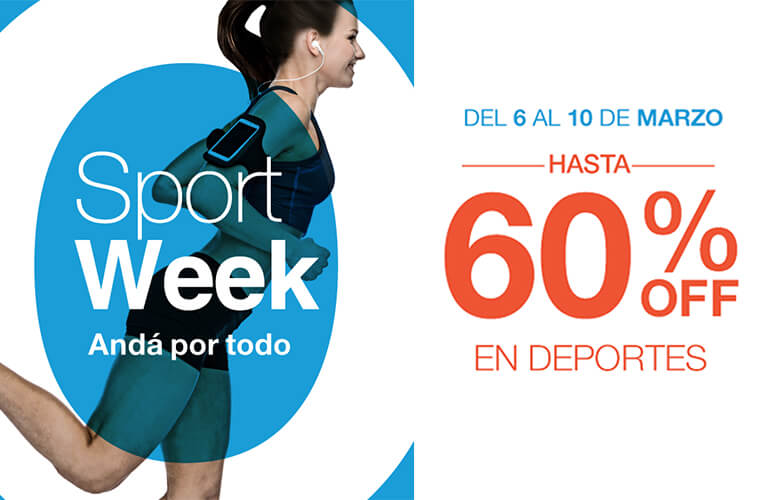 Sport
Week
Andá por todo
DEL 6 AL 10 DE MARZO
HASTA
60%
OFF
EN DEPORTES